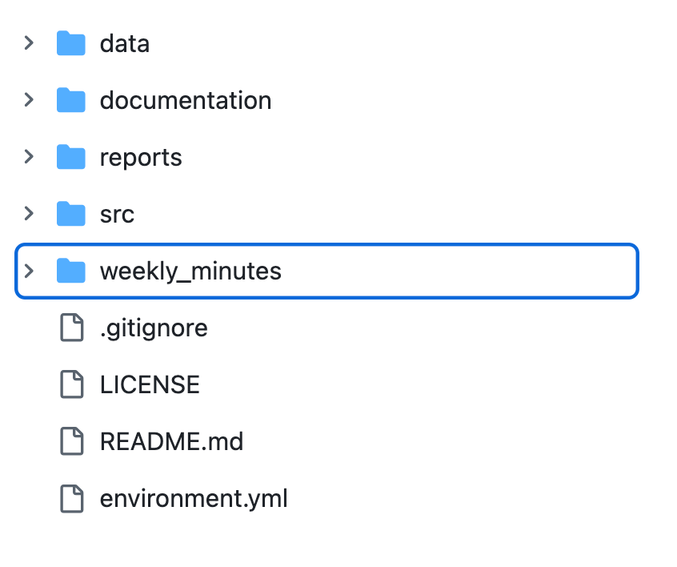 data
documentation
reports
src
weekly_minutes
.gitignore
LICENSE
README.md
environment.yml